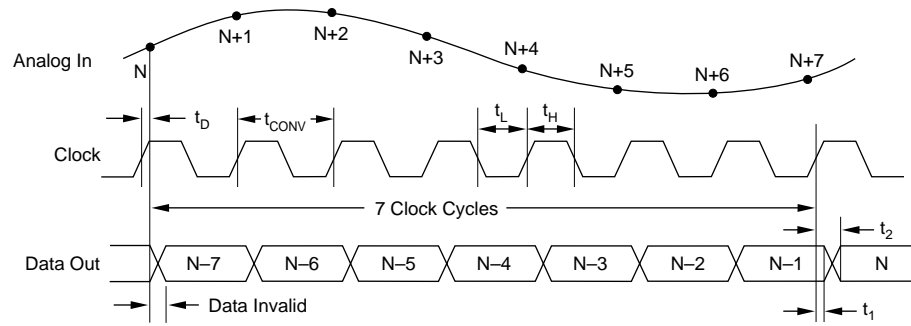 N
N+1
N+2
N+3
N+4
N+5
N+6
N+7
Analog In
t_D
t_CONV
t_L
t_H
Clock
7 Clock Cycles
t_2
Data Out
N–7
N–6
N–5
N–4
N–3
N–2
N–1
N
Data Invalid
t_1